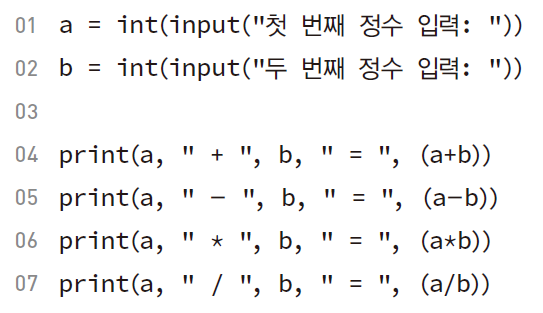 01 a = int(input("첫 번째 정수 입력: "))
02 b = int(input("두 번째 정수 입력: "))
03
04 print(a, " + ", b, " = ", (a+b))
05 print(a, " − ", b, " = ", (a−b))
06 print(a, " * ", b, " = ", (a*b))
07 print(a, " / ", b, " = ", (a/b))